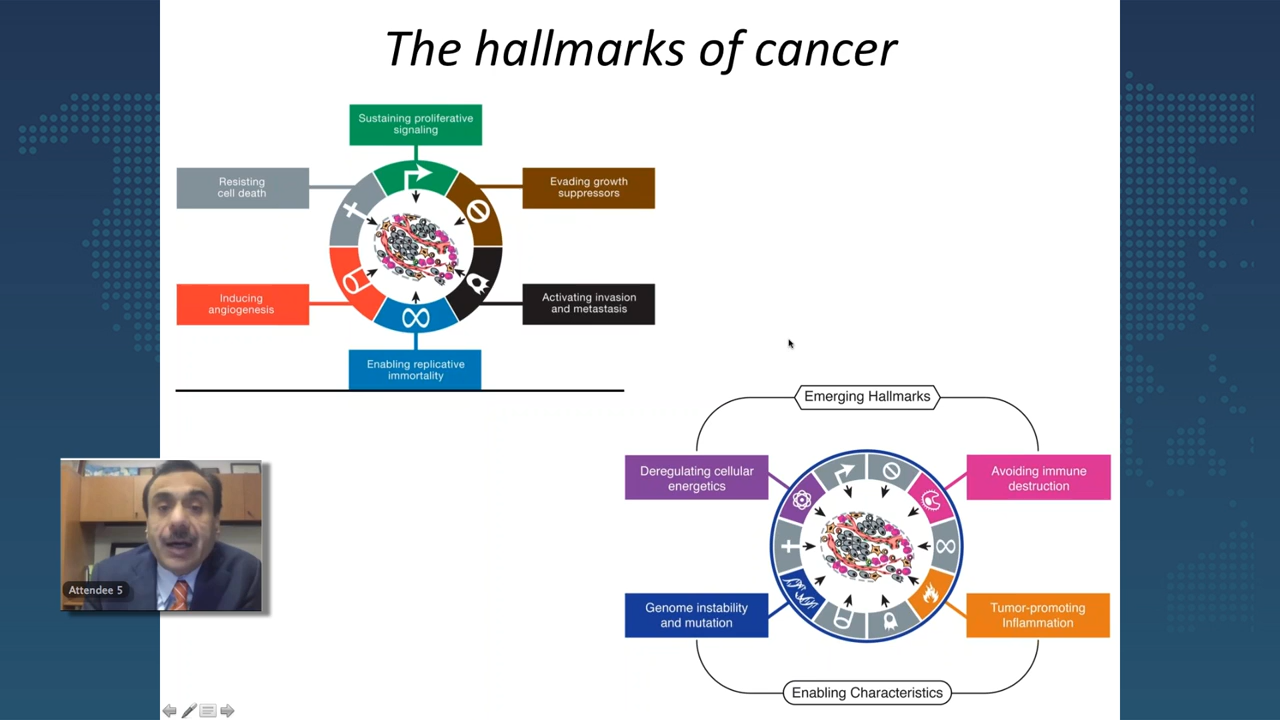 The hallmarks of cancer
Sustaining proliferative
signaling
Resisting
cell death
Evading growth
suppressors
Inducing
angiogenesis
Activating invasion
and metastasis
Enabling replicative
immortality
Emerging Hallmarks
Deregulating cellular
energetics
Avoiding immune
destruction
Genome instability
and mutation
Tumor-promoting
Inflammation
Enabling Characteristics
Attendee 5